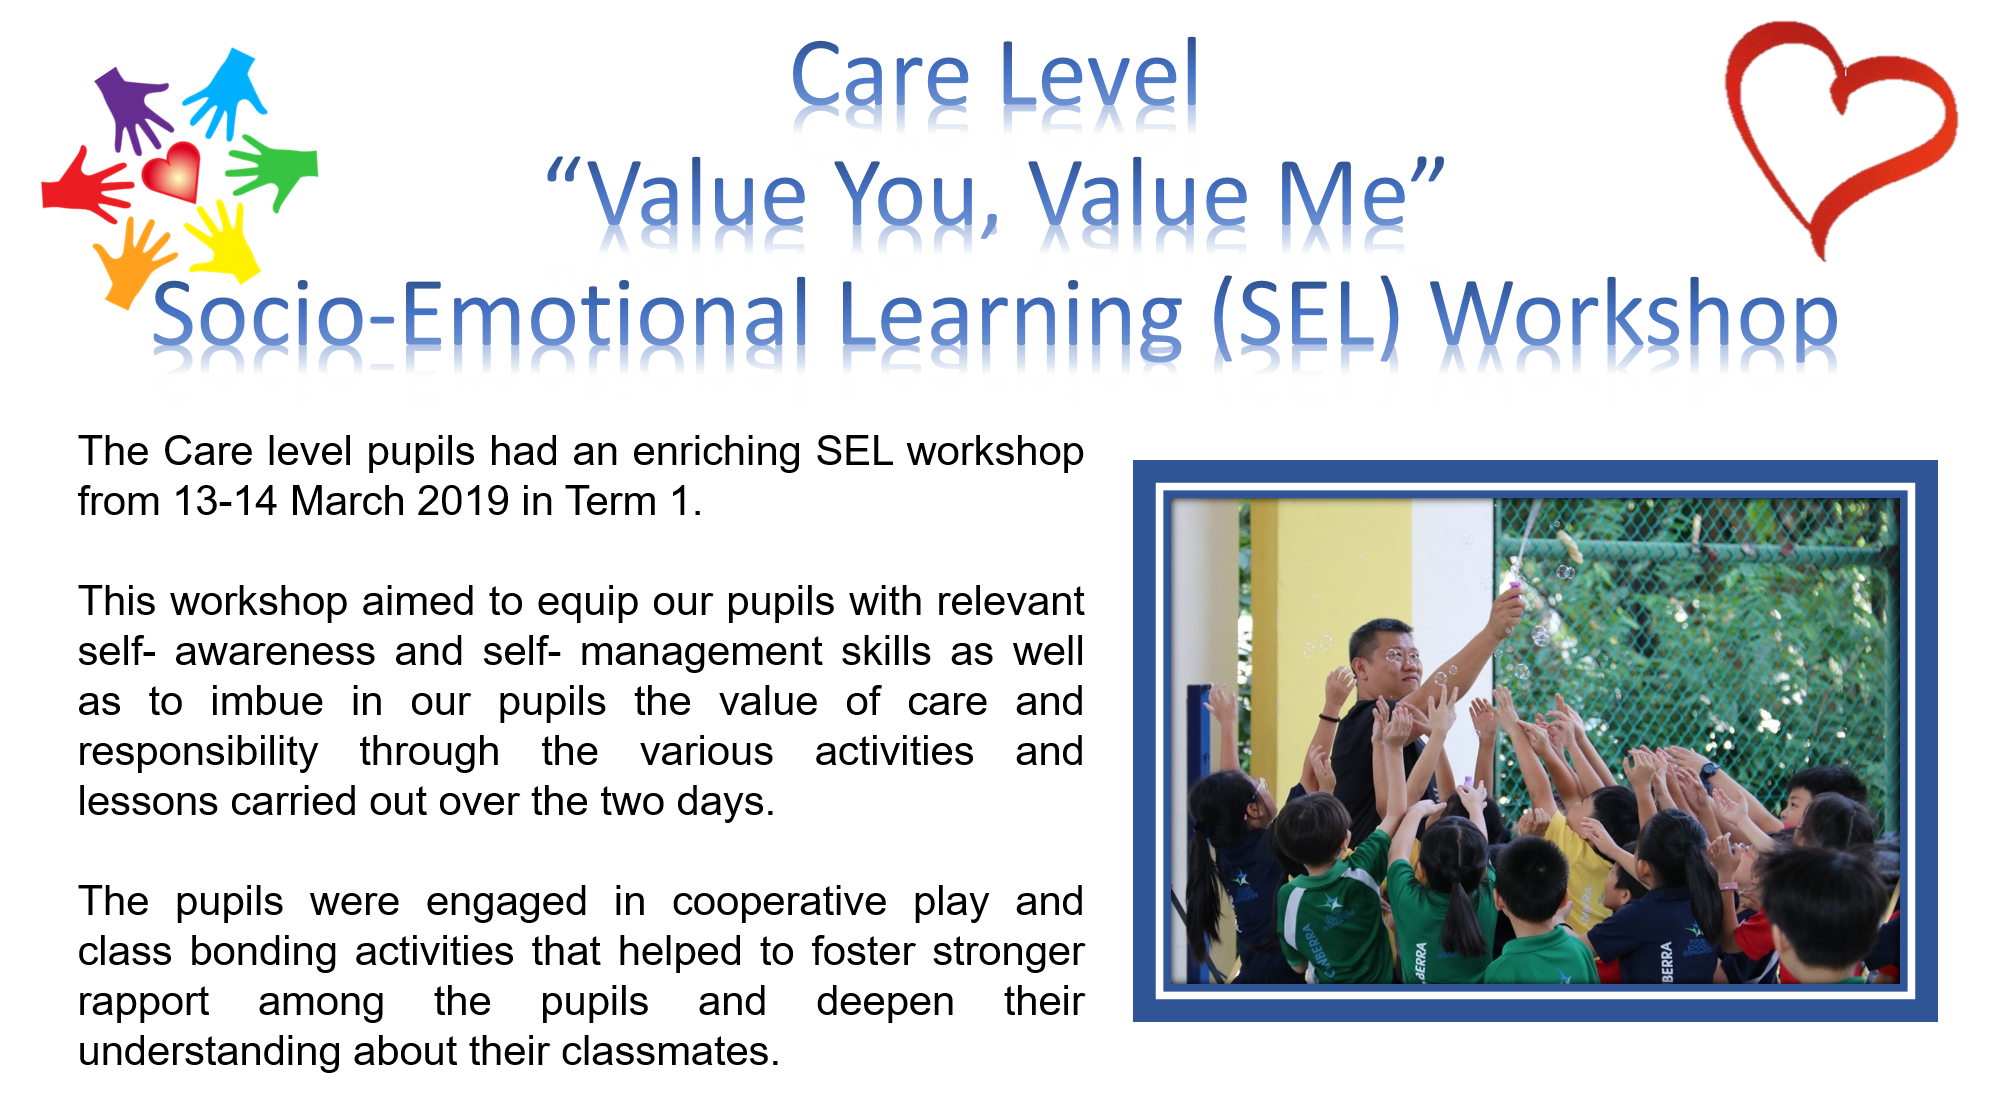 Care Level
“Value You, Value Me”
Socio-Emotional Learning (SEL) Workshop
The Care level pupils had an enriching SEL workshop
from 13-14 March 2019 in Term 1.
This workshop aimed to equip our pupils with relevant
self- awareness and self- management skills as well
as to imbue in our pupils the value of care and
responsibility through the various activities and
lessons carried out over the two days.
The pupils were engaged in cooperative play and
class bonding activities that helped to foster stronger
rapport among the pupils and deepen their
understanding about their classmates.